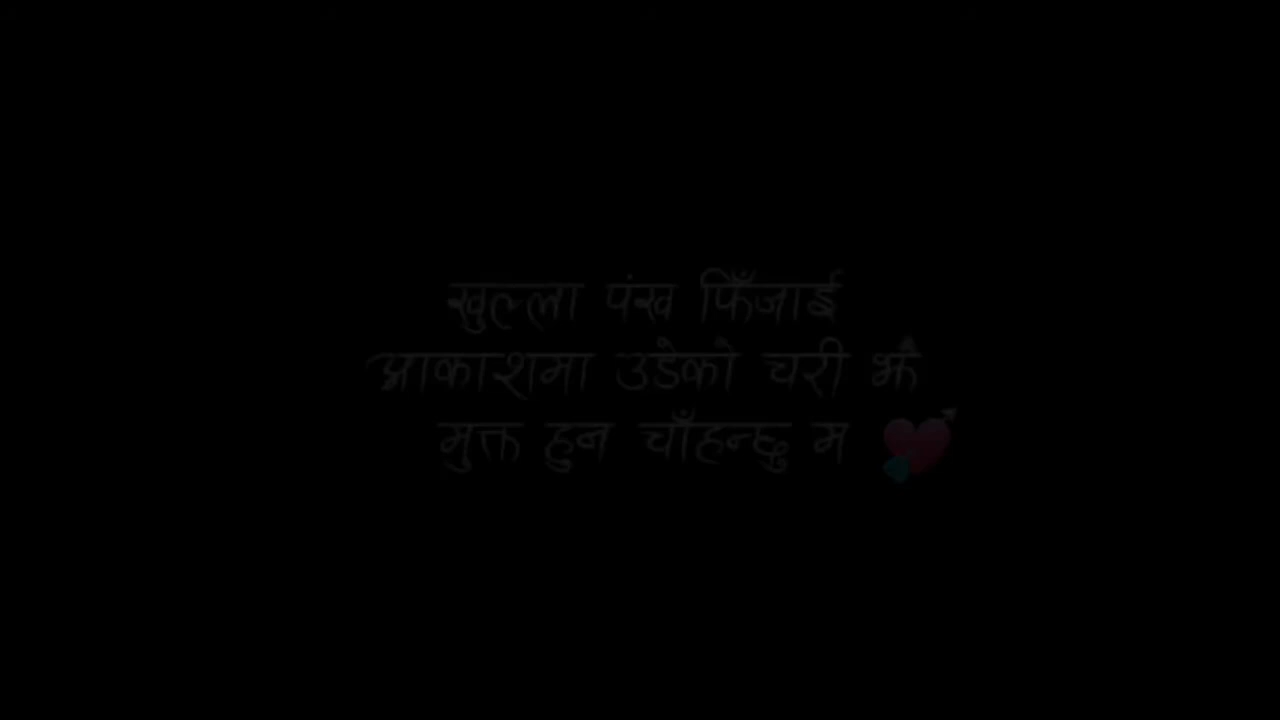 खुल्ला पंख फिँजाई
आकाशमा उडेको चरी झै
मुक्त हुन चाँहन्छु म 💘